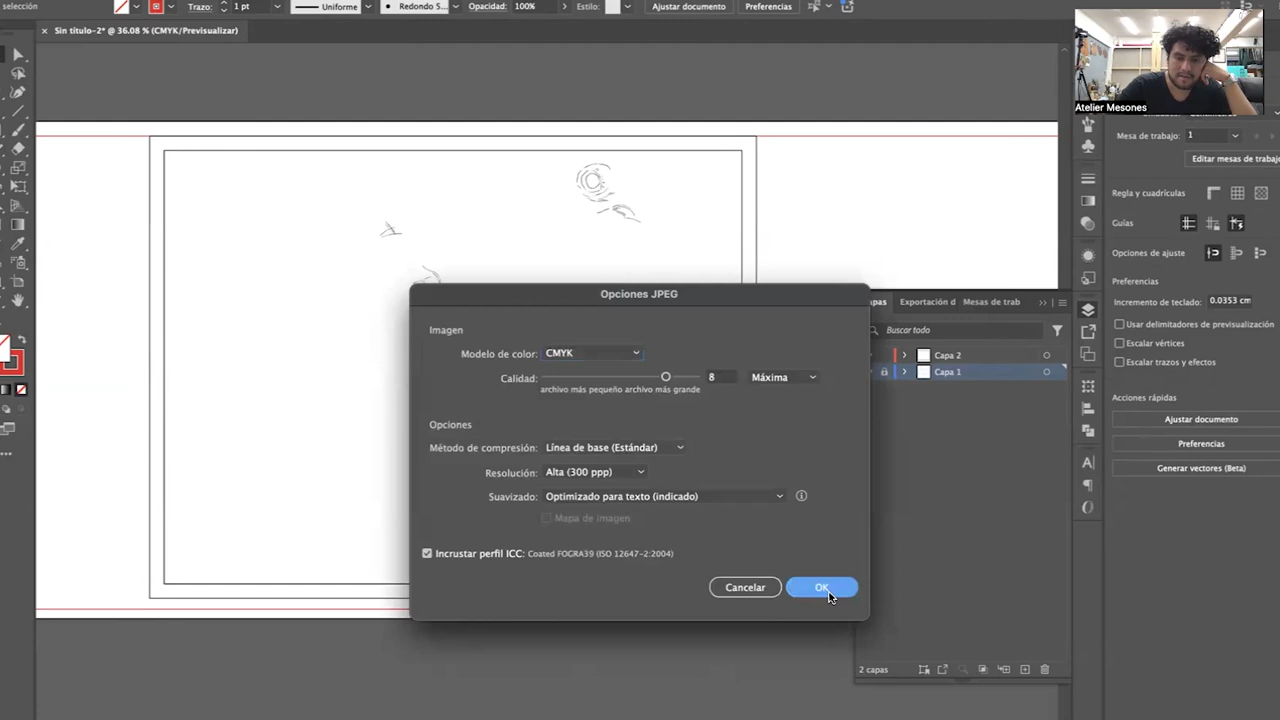 selección
Trazo:
1 pt
Uniforme
Redondo 5...
Opacidad:
100%
Estilo:
Ajustar documento
Preferencias
× Sin título-2* @ 36.08 % (CMYK/Previsualizar)
Atelier Mesones
Mesa de trabajo:
1
Editar mesas de trabajo
Regla y cuadrículas
Guías
Opciones de ajuste
Preferencias
Incremento de teclado:
0.0353 cm
Usar delimitadores de previsualización
Escalar vértices
Escalar trazos y efectos
Acciones rápidas
Ajustar documento
Preferencias
Generar vectores (Beta)
apas
Exportación d
Mesas de trab
Buscar todo
Capa 2
Capa 1
2 capas
Opciones JPEG
Imagen
Modelo de color:
CMYK
Calidad:
8
Máxima
archivo más pequeño archivo más grande
Opciones
Método de compresión:
Línea de base (Estándar)
Resolución:
Alta (300 ppp)
Suavizado:
Optimizado para texto (indicado)
Mapa de imagen
Incrustar perfil ICC: Coated FOGRA39 (ISO 12647-2:2004)
Cancelar
OK